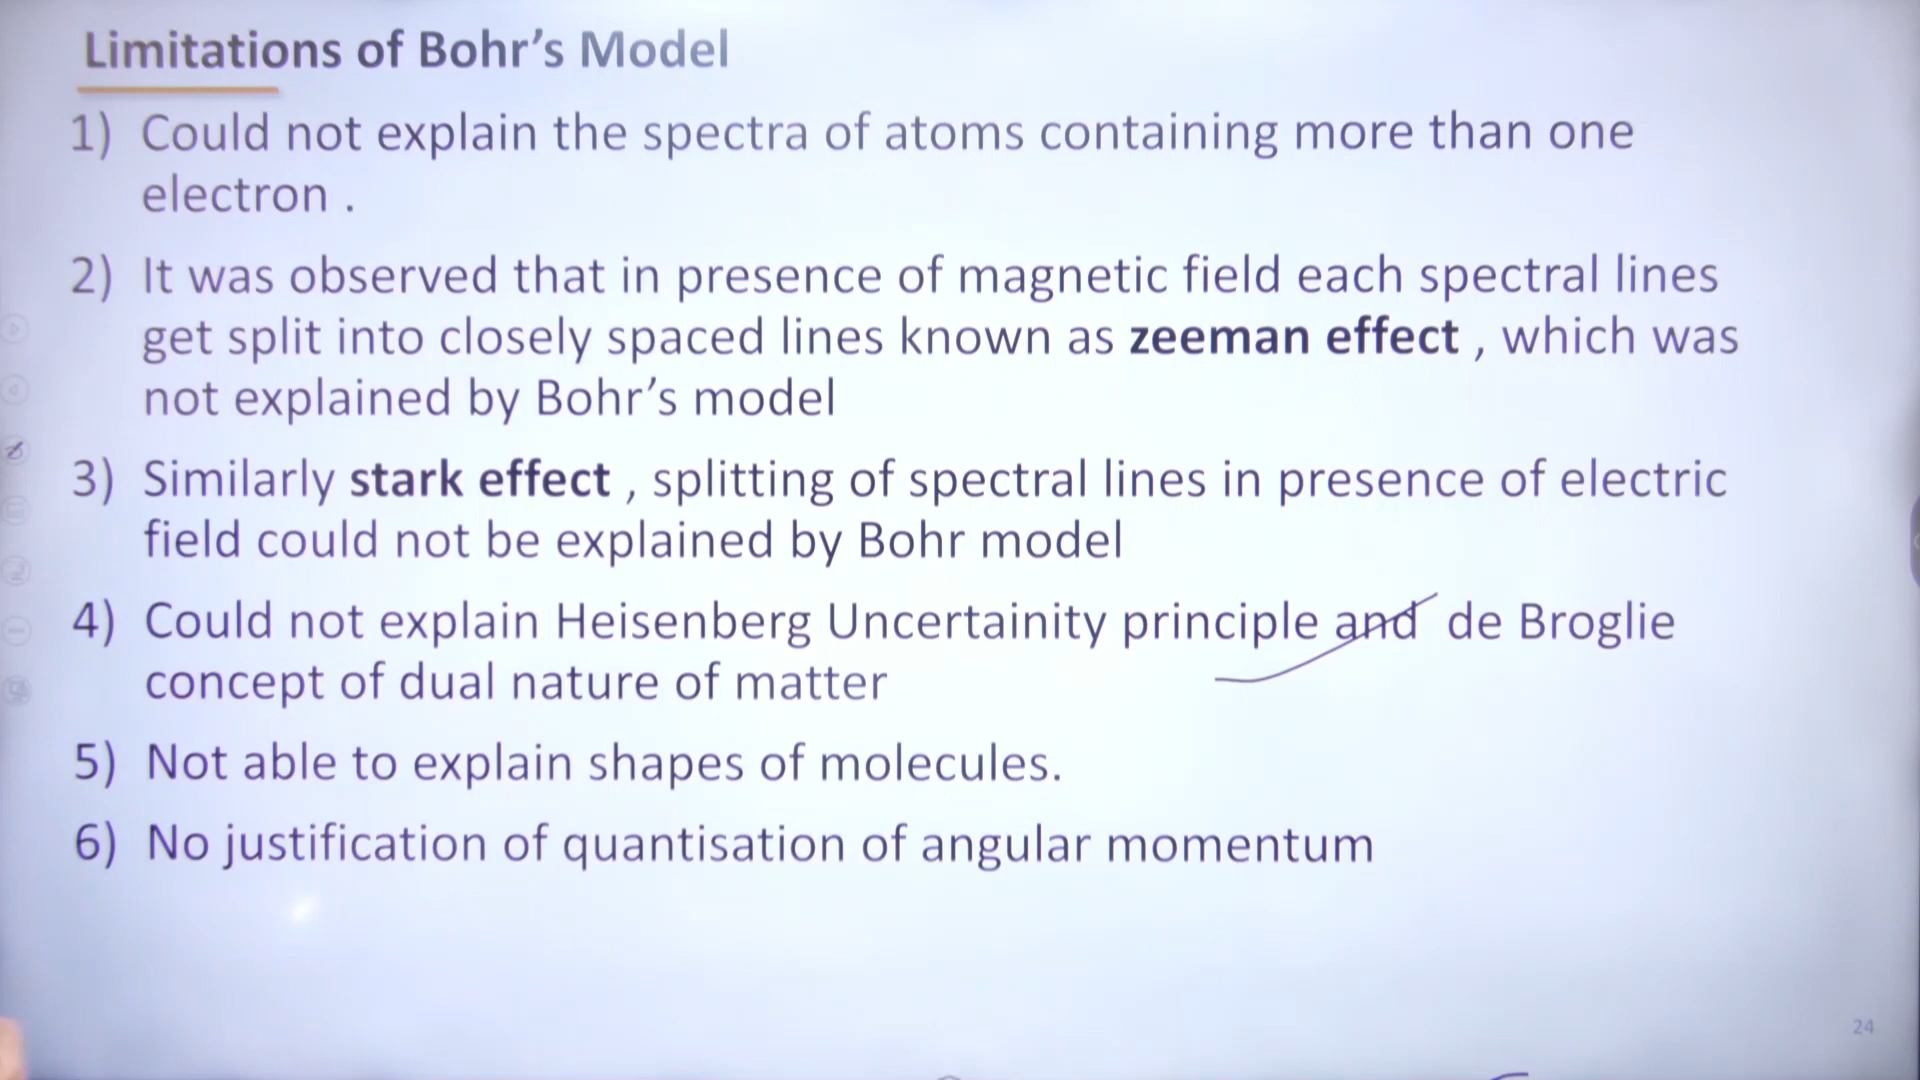 Limitations of Bohr’s Model
1) Could not explain the spectra of atoms containing more than one
electron .
2) It was observed that in presence of magnetic field each spectral lines
get split into closely spaced lines known as zeeman effect , which was
not explained by Bohr’s model
3) Similarly stark effect , splitting of spectral lines in presence of electric
field could not be explained by Bohr model
4) Could not explain Heisenberg Uncertainity principle and de Broglie
concept of dual nature of matter
5) Not able to explain shapes of molecules.
6) No justification of quantisation of angular momentum
24